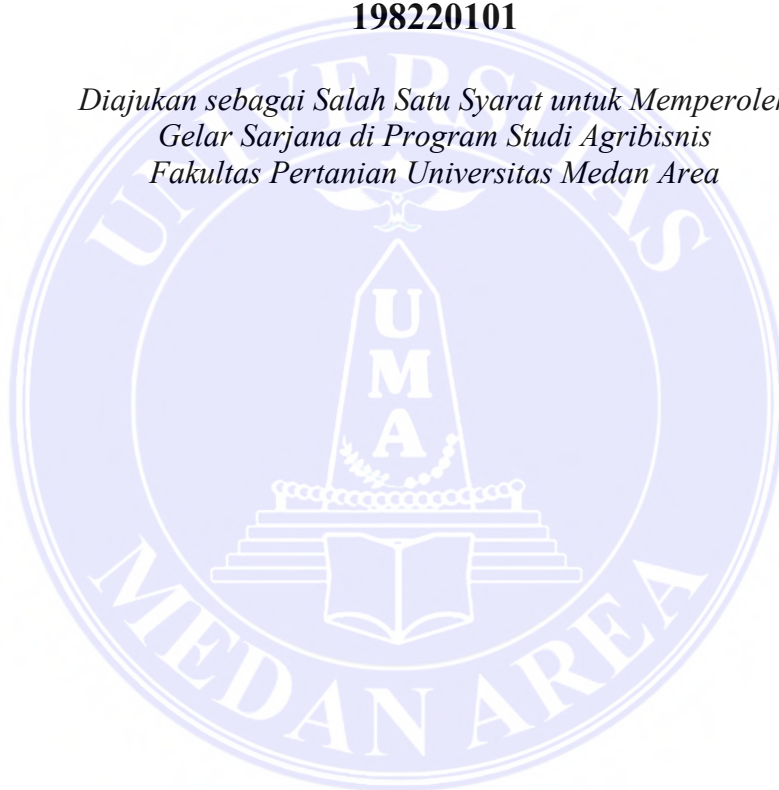 198220101
Diajukan sebagai Salah Satu Syarat untuk Memperoleh
Gelar Sarjana di Program Studi Agribisnis
Fakultas Pertanian Universitas Medan Area
UNIVERSITAS
U
M
A
MEDAN AREA